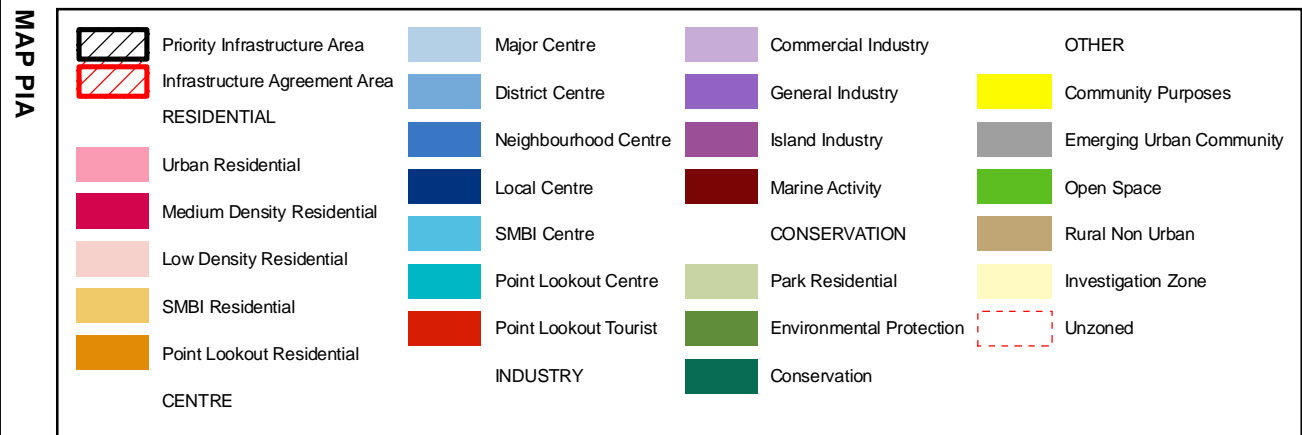 MAP PIA
Priority Infrastructure Area
Infrastructure Agreement Area
RESIDENTIAL
Urban Residential
Medium Density Residential
Low Density Residential
SMBI Residential
Point Lookout Residential
CENTRE
Major Centre
District Centre
Neighbourhood Centre
Local Centre
SMBI Centre
Point Lookout Centre
Point Lookout Tourist
INDUSTRY
Commercial Industry
General Industry
Island Industry
Marine Activity
CONSERVATION
Park Residential
Environmental Protection
Conservation
OTHER
Community Purposes
Emerging Urban Community
Open Space
Rural Non Urban
Investigation Zone
Unzoned